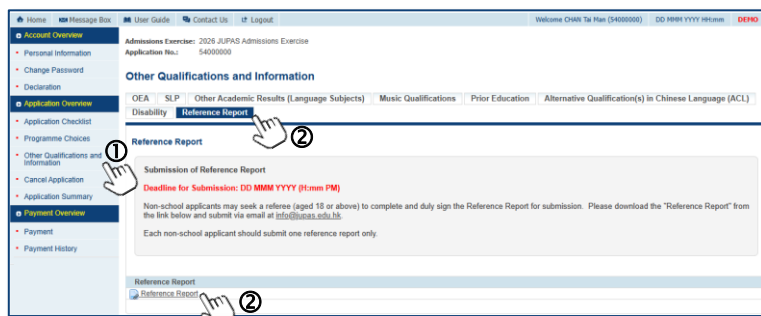 Home Message Box User Guide Contact Us Logout Welcome CHAN Tai Man (54000000) DD MMM YYYY HH:mm DEMO
Account Overview
Personal Information
Change Password
Declaration
Application Overview
Application Checklist
Programme Choices
Other Qualifications and
Information
Cancel Application
Application Summary
Payment Overview
Payment
Payment History
①
Admissions Exercise: 2026 JUPAS Admissions Exercise
Application No.: 54000000
Other Qualifications and Information
OEA SLP Other Academic Results (Language Subjects) Music Qualifications Prior Education Alternative Qualification(s) in Chinese Language (ACL)
Disability Reference Report
②
Reference Report
Submission of Reference Report
Deadline for Submission: DD MMM YYYY (H:mm PM)
Non-school applicants may seek a referee (aged 18 or above) to complete and duly sign the Reference Report for submission. Please download the "Reference Report" from
the link below and submit via email at info@jupas.edu.hk.
Each non-school applicant should submit one reference report only.
Reference Report
Reference Report
②